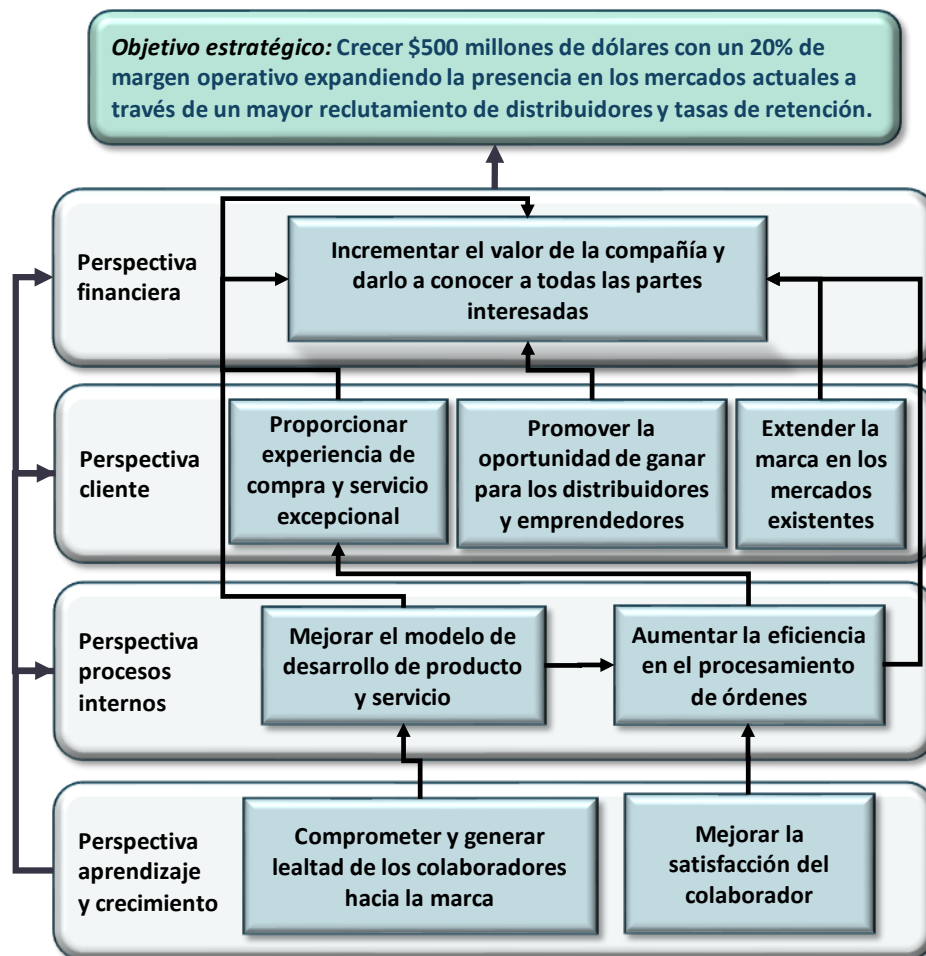 Objetivo estratégico: Crecer $500 millones de dólares con un 20% de
margen operativo expandiendo la presencia en los mercados actuales a
través de un mayor reclutamiento de distribuidores y tasas de retención.
Perspectiva
financiera
Incrementar el valor de la compañía y
darlo a conocer a todas las partes
interesadas
Perspectiva
cliente
Proporcionar
experiencia de
compra y servicio
excepcional
Promover la
oportunidad de ganar
para los distribuidores
y emprendedores
Extender la
marca en los
mercados
existentes
Perspectiva
procesos
internos
Mejorar el modelo de
desarrollo de producto
y servicio
Aumentar la eficiencia
en el procesamiento
de órdenes
Perspectiva
aprendizaje
y crecimiento
Comprometer y generar
lealtad de los colaboradores
hacia la marca
Mejorar la
satisfacción del
colaborador